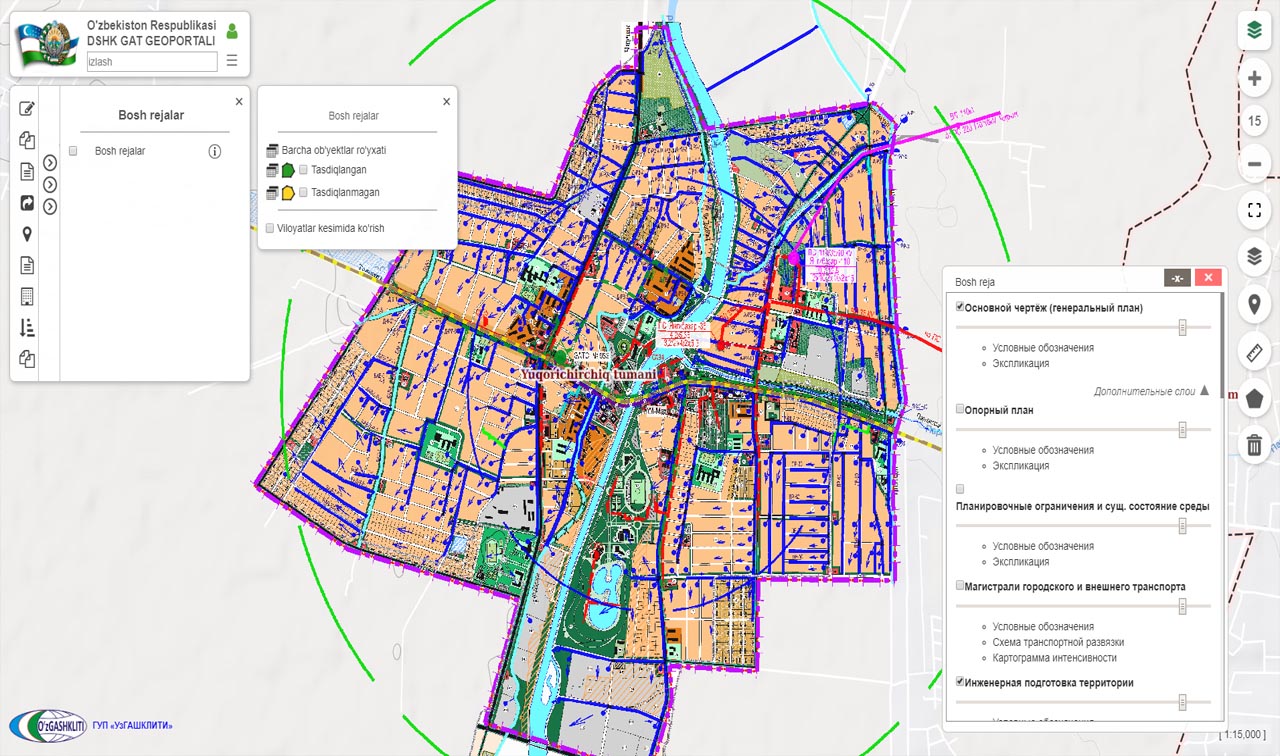 O'zbekiston Respublikasi
DSHK GAT GEOPORTALI
izlash
Bosh rejalar
Bosh rejalar
Bosh rejalar
Barcha ob'yektlar ro'yxati
Tasdiqlangan
Tasdiqlanmagan
Viloyatlar kesimida ko'rish
15
Yuqorichirchiq tumani
Bosh reja
-x-
Основной чертёж (генеральный план)
Условные обозначения
Экспликация
Дополнительные слои
Опорный план
Условные обозначения
Экспликация
Планировочные ограничения и сущ. состояние среды
Условные обозначения
Экспликация
Магистрали городского и внешнего транспорта
Условные обозначения
Схема транспортной развязки
Картограмма интенсивности
Инженерная подготовка территории
O'zGASHKLITI
ГУП «УзГАШКЛИТИ»
[ 1:15,000 ]